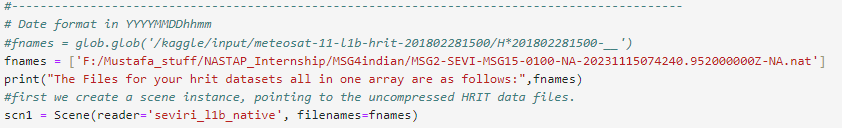 #-------------------------------------------------------------------------------------
# Date format in YYYYMMDDhhmm
#fnames = glob.glob('/kaggle/input/meteosat-11-l1b-hrit-201802281500/H*201802281500-__')
fnames = ['F:/Mustafa_stuff/NASTAP_Internship/MSG4indian/MSG2-SEVI-MSG15-0100-NA-20231115074240.952000000Z-NA.nat']
print("The Files for your hrit datasets all in one array are as follows:",fnames)
#first we create a scene instance, pointing to the uncompressed HRIT data files.
scn1 = Scene(reader='seviri_l1b_native', filenames=fnames)